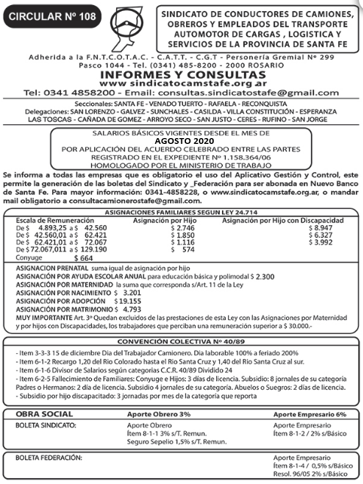 CIRCULAR Nº 108
SINDICATO DE CONDUCTORES DE CAMIONES,
OBREROS Y EMPLEADOS DEL TRANSPORTE
AUTOMOTOR DE CARGAS , LOGISTICA Y
SERVICIOS DE LA PROVINCIA DE SANTA FE
Adherida a la F.N.T.C.O.T.A.C. - C.A.T.T. - C.G.T - Personería Gremial Nº 299
Pasco 1044 - Tel. (0341) 485-8200 - 2000 ROSARIO
INFORMES Y CONSULTAS
www.sindicatocamstafe.org.ar
Tel: 0341 4858200 - Email: consultas.sindicatostafe@gmail.com
Seccionales: SANTA FE - VENADO TUERTO - RAFAELA - RECONQUISTA
Delegaciones: SAN LORENZO - GALVEZ - SUNCHALES - CASILDA - VILLA CONSTITUCIÓN - ESPERANZA
LAS TOSCAS - CAÑADA DE GOMEZ - ARROYO SECO - SAN JUSTO - CERES - RUFINO - SAN JORGE
SALARIOS BÁSICOS VIGENTES DESDE EL MES DE
AGOSTO 2020
POR APLICACIÓN DEL ACUERDO CELEBRADO ENTRE LAS PARTES
REGISTRADO EN EL EXPEDIENTE Nº 1.158.364/06
HOMOLOGADO POR EL MINISTERIO DE TRABAJO
Se informa a todas las empresas que es obligatorio el uso del Aplicativo Gestión y Control, este
permite la generación de las boletas del Sindicato y _Federación para ser abonada en Nuevo Banco
de Santa Fe. Para mayor información: 0341-4858228, o www.sindicatocamstafe.org.ar, o mandar
mail obligatorio a consultacamionerostafe@gmail.com.
ASIGNACIONES FAMILIARES SEGUN LEY 24.714
Escala de Remuneración Asignación por Hijo Asignación por Hijo con Discapacidad
De $ 4.893,25 a $ 42.560 $ 2.746 $ 8.947
De $ 42.560,01 a $ 62.421 $ 1.850 $ 6.327
De $ 62.421,01 a $ 72.067 $ 1.116 $ 3.992
De $ 72.067,011 a $ 129.190 $ 574
Conyuge $ 664
ASIGNACION PRENATAL suma igual de asignación por hijo
ASIGNACION POR AYUDA ESCOLAR ANUAL para educación básica y polimodal $ 2.300
ASIGNACION POR MATERNIDAD la suma que corresponda s/Art. 11 de la Ley
ASIGNACION POR NACIMIENTO $ 3.201
ASIGNACION POR ADOPCIÓN $ 19.155
ASIGNACION POR MATRIMONIO $ 4.793
MUY IMPORTANTE Art. 3º Quedan excluidos de las prestaciones de esta Ley con las Asignaciones por Maternidad
y por hijos con Discapacidades, los trabajadores que perciban una remuneración superior a $ 30.000.-
CONVENCIÓN COLECTIVA Nº 40/89
- Item 3-3-3 15 de diciembre Día del Trabajador Camionero. Día laborable 100% a feriado 200%
- Item 6-1-2 Recargo 1,20 del Río Colorado hasta el Río Santa Cruz y 1,40 del Río Santa Cruz al sur.
- Item 6-1-6 Divisor de Salarios según categorías C.C.R. 40/89 Dividido 24
- Item 6-2-5 Fallecimiento de Familiares: Conyuge e Hijos: 3 días de licencia. Subsidio: 8 jornales de su categoría
Padres o Hermanos: 2 día de licencia. Subsidio 4 jornales de su categoría. Abuelos o Suegros: 2 días de licencia.
- Subsidio por hijo discapacitado: 3 jornadas por mes de la categoría que reporta
OBRA SOCIAL Aporte Obrero 3% Aporte Empresario 6%
BOLETA SINDICATO: Aporte Obrero Aporte Empresario
Ítem 8-1-1 3% s/T. Remun. Ítem 8-1-2 / 2% s/Básico
Seguro Sepelio 1,5% s/T. Remun.
BOLETA FEDERACIÓN: Aporte Empresario
Ítem 8-1-4 / 0,5% s/Básico
Resol. 96/05 2% s/Básico